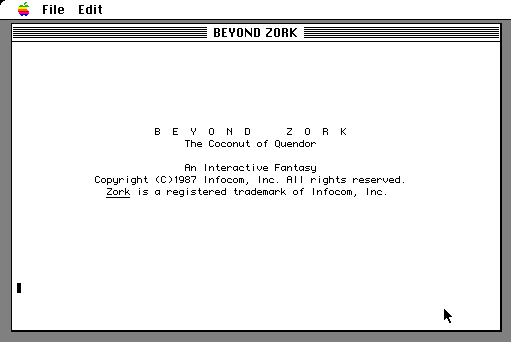 File Edit
BEYOND ZORK
B E Y O N D Z O R K
The Coconut of Quendor
An Interactive Fantasy
Copyright (C)1987 Infocom, Inc. All rights reserved.
Zork is a registered trademark of Infocom, Inc.